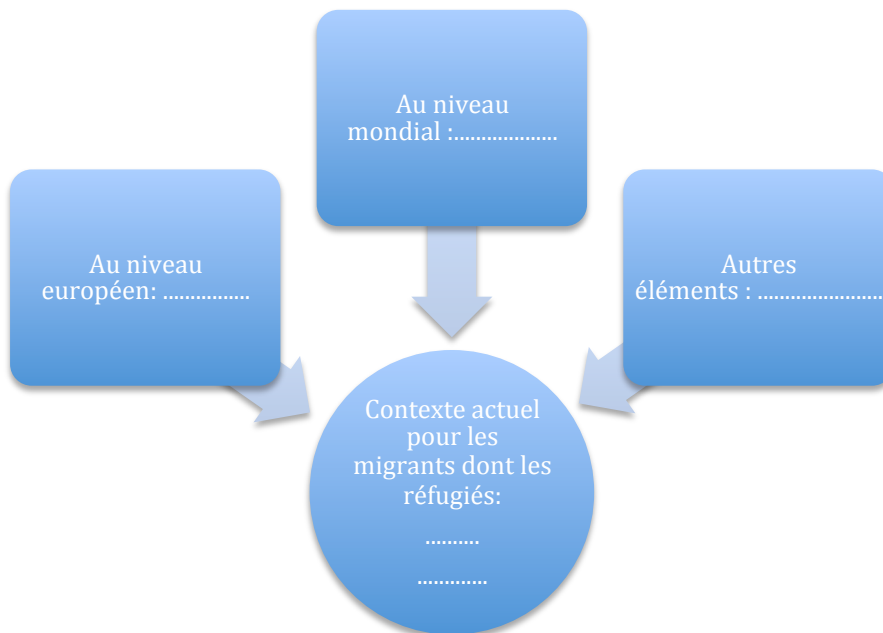 Au niveau
mondial :...................
Au niveau
européen: ................
Autres
éléments : .......................
Contexte actuel
pour les
migrants dont les
réfugiés:
..........
.............